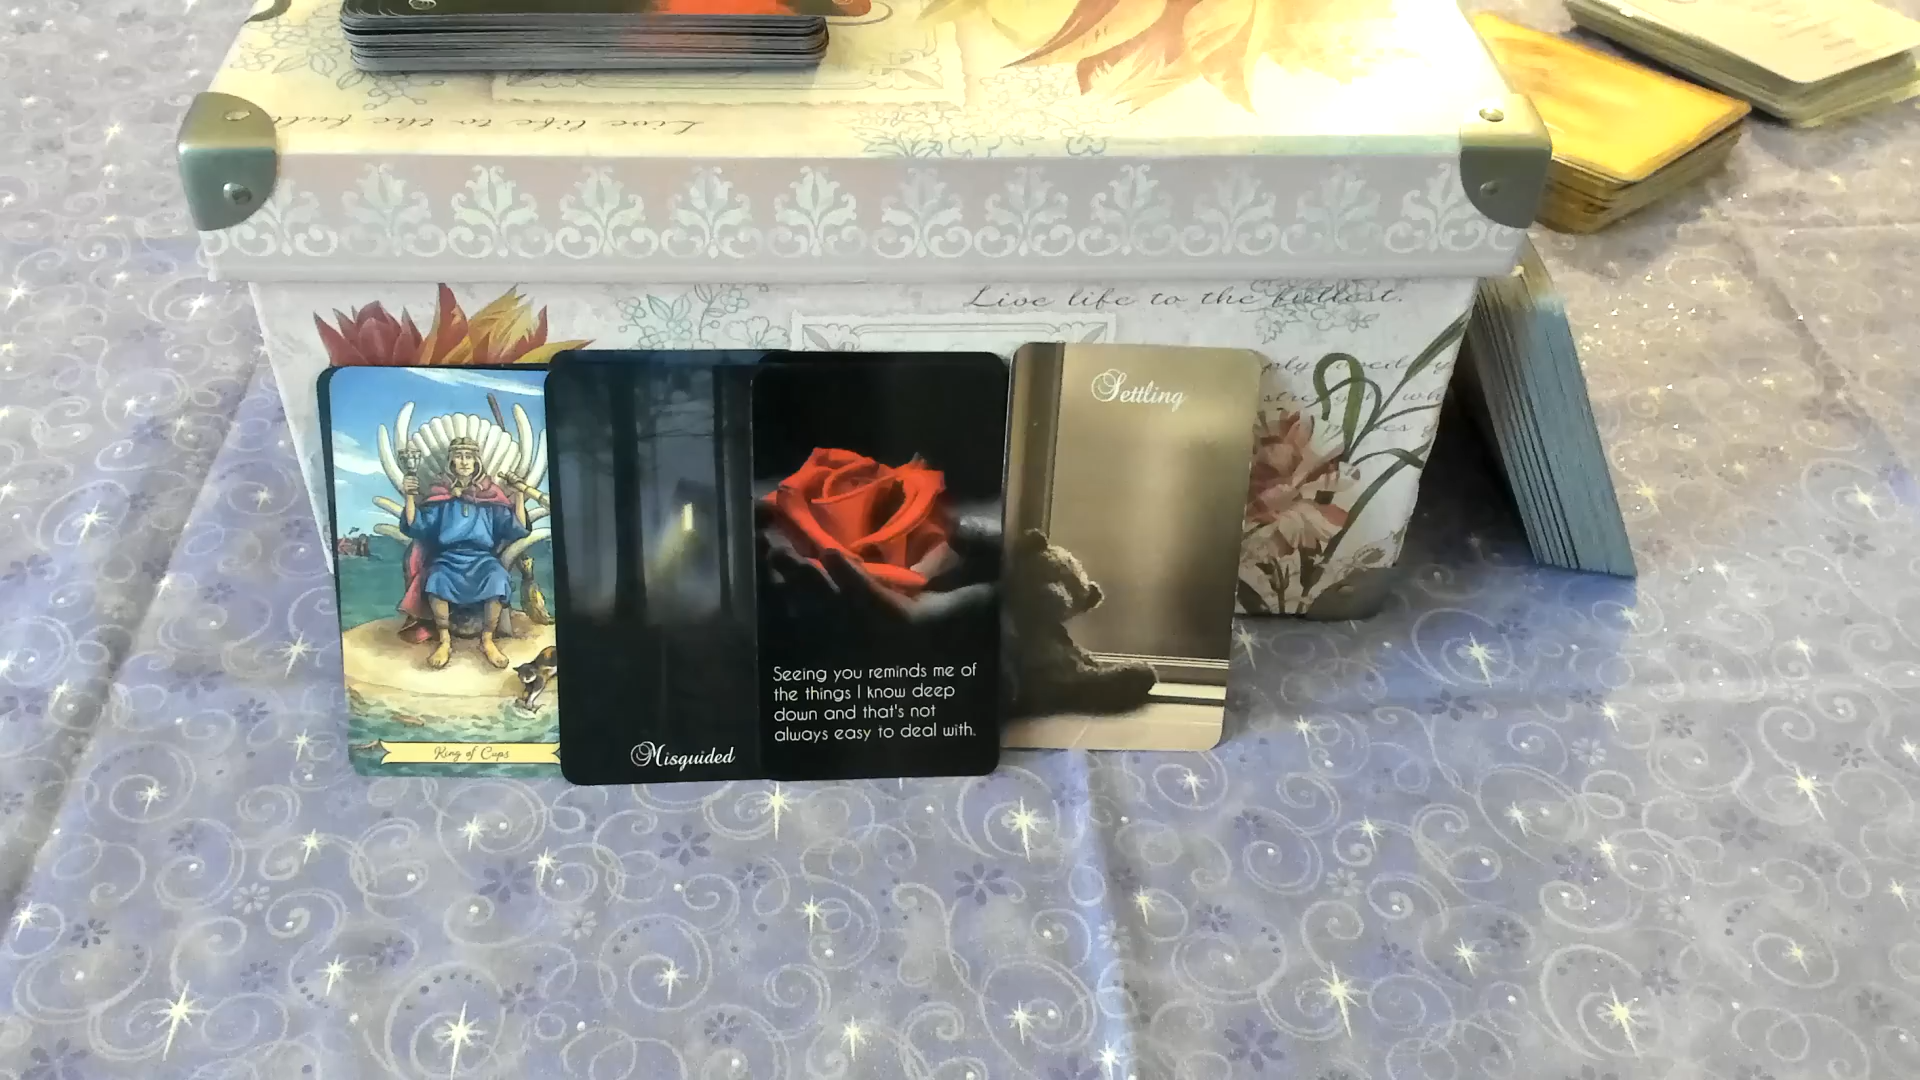 Live life to the fulle
Live life to the fullest.
Settling
Seeing you reminds me of
the things I know deep
down and that's not
always easy to deal with.
King of Cups
Misguided